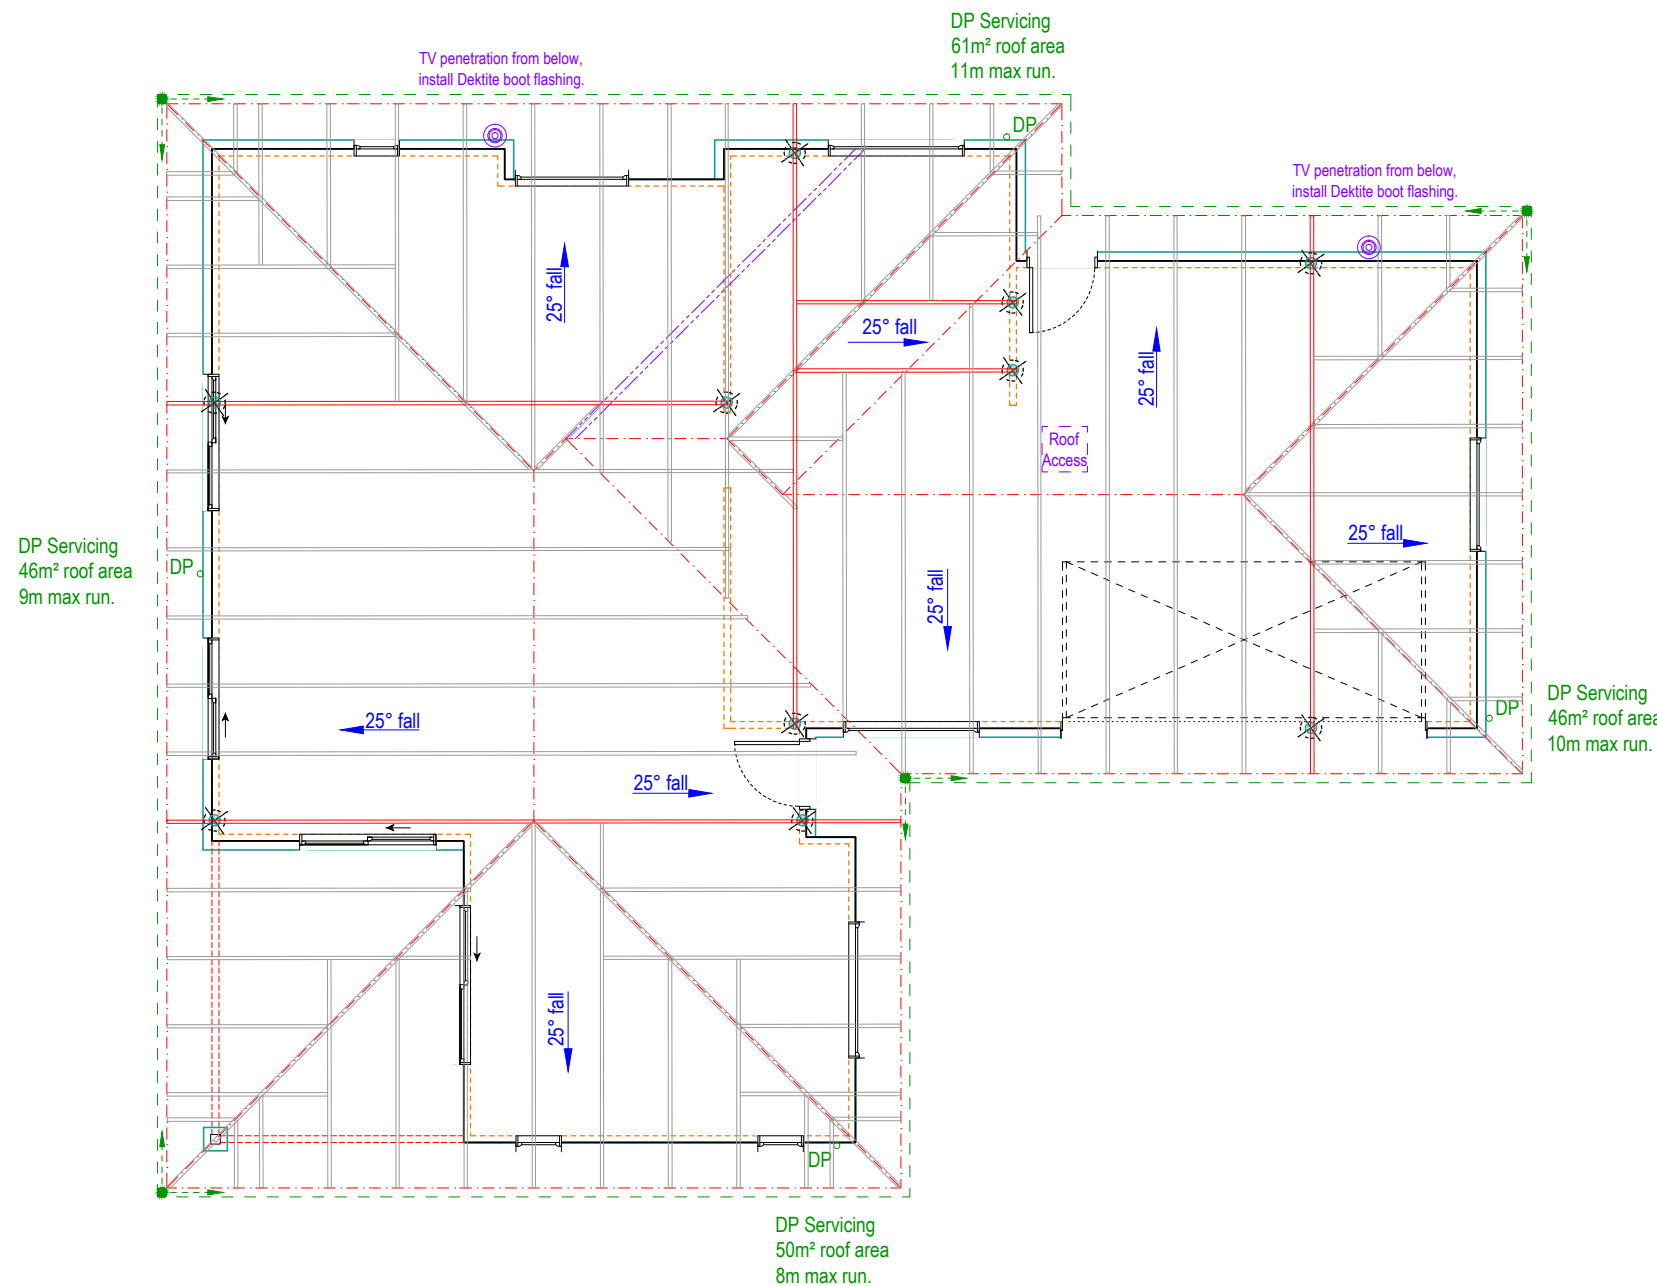 DP Servicing
61m² roof area
11m max run.
TV penetration from below,
install Dektite boot flashing.
DP
TV penetration from below,
install Dektite boot flashing.
25° fall
25° fall
25° fall
Roof
Access
25° fall
DP Servicing
46m² roof area
9m max run.
DP
25° fall
25° fall
25° fall
DP Servicing
46m² roof area
10m max run.
DP
25° fall
25° fall
DP
DP Servicing
50m² roof area
8m max run.